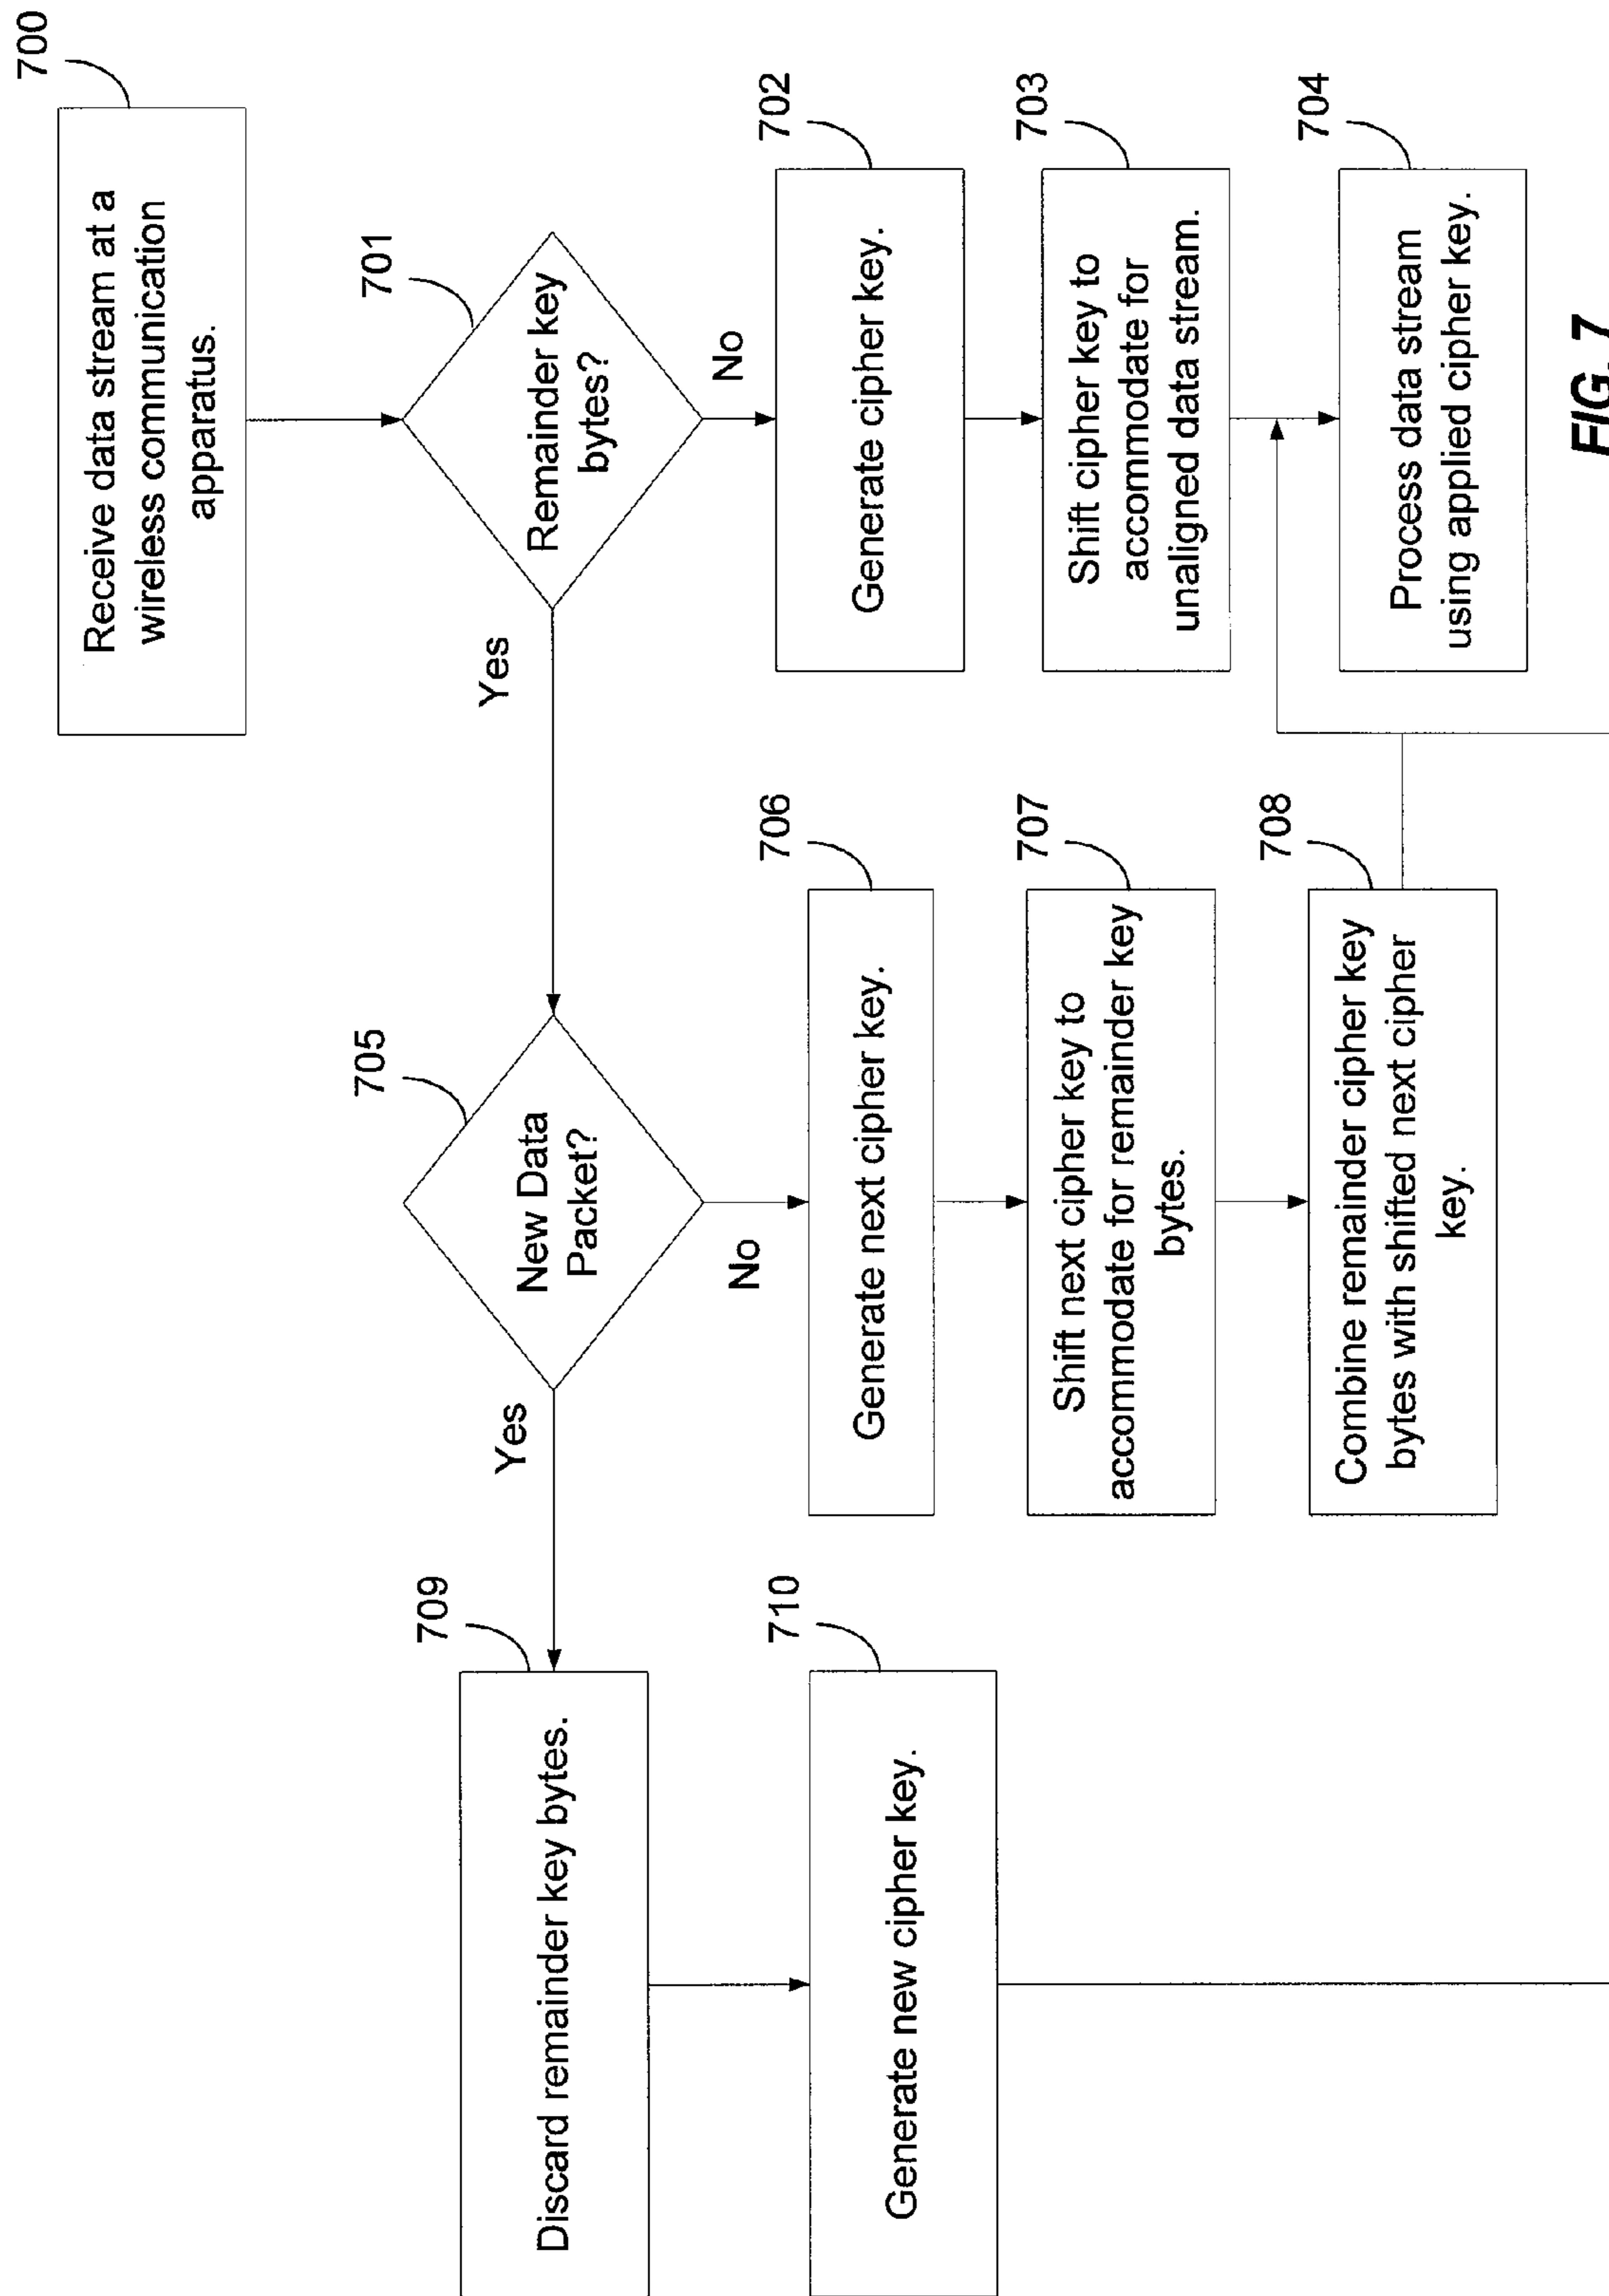 700
Receive data stream at a
wireless communication
apparatus.
701
Remainder key
bytes?
Yes
No
702
Generate cipher key.
703
Shift cipher key to
accommodate for
unaligned data stream.
704
Process data stream
using applied cipher key.
705
New Data
Packet?
Yes
No
706
Generate next cipher key.
707
Shift next cipher key to
accommodate for remainder key
bytes.
708
Combine remainder cipher key
bytes with shifted next cipher
key.
709
Discard remainder key bytes.
710
Generate new cipher key.
FIG. 7